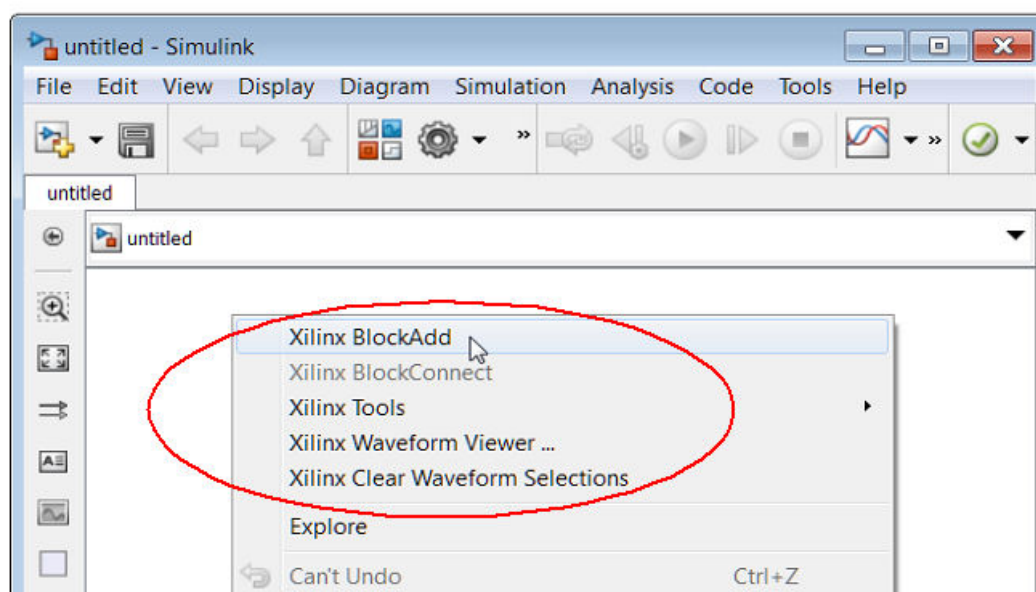 untitled - Simulink
File Edit View Display Diagram Simulation Analysis Code Tools Help
untitled
untitled
Xilinx BlockAdd
Xilinx BlockConnect
Xilinx Tools
Xilinx Waveform Viewer ...
Xilinx Clear Waveform Selections
Explore
Can't Undo Ctrl+Z